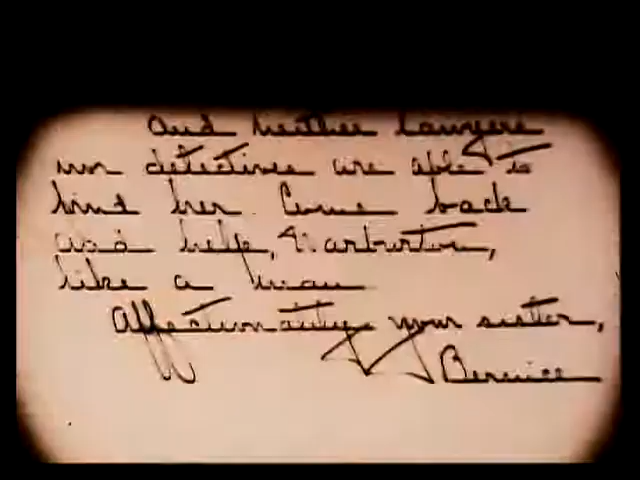 and neither lawyers
nor detectives are able to
find her. Come back
and help, Warburton,
like a man
Affectionately your sister,
Bernice